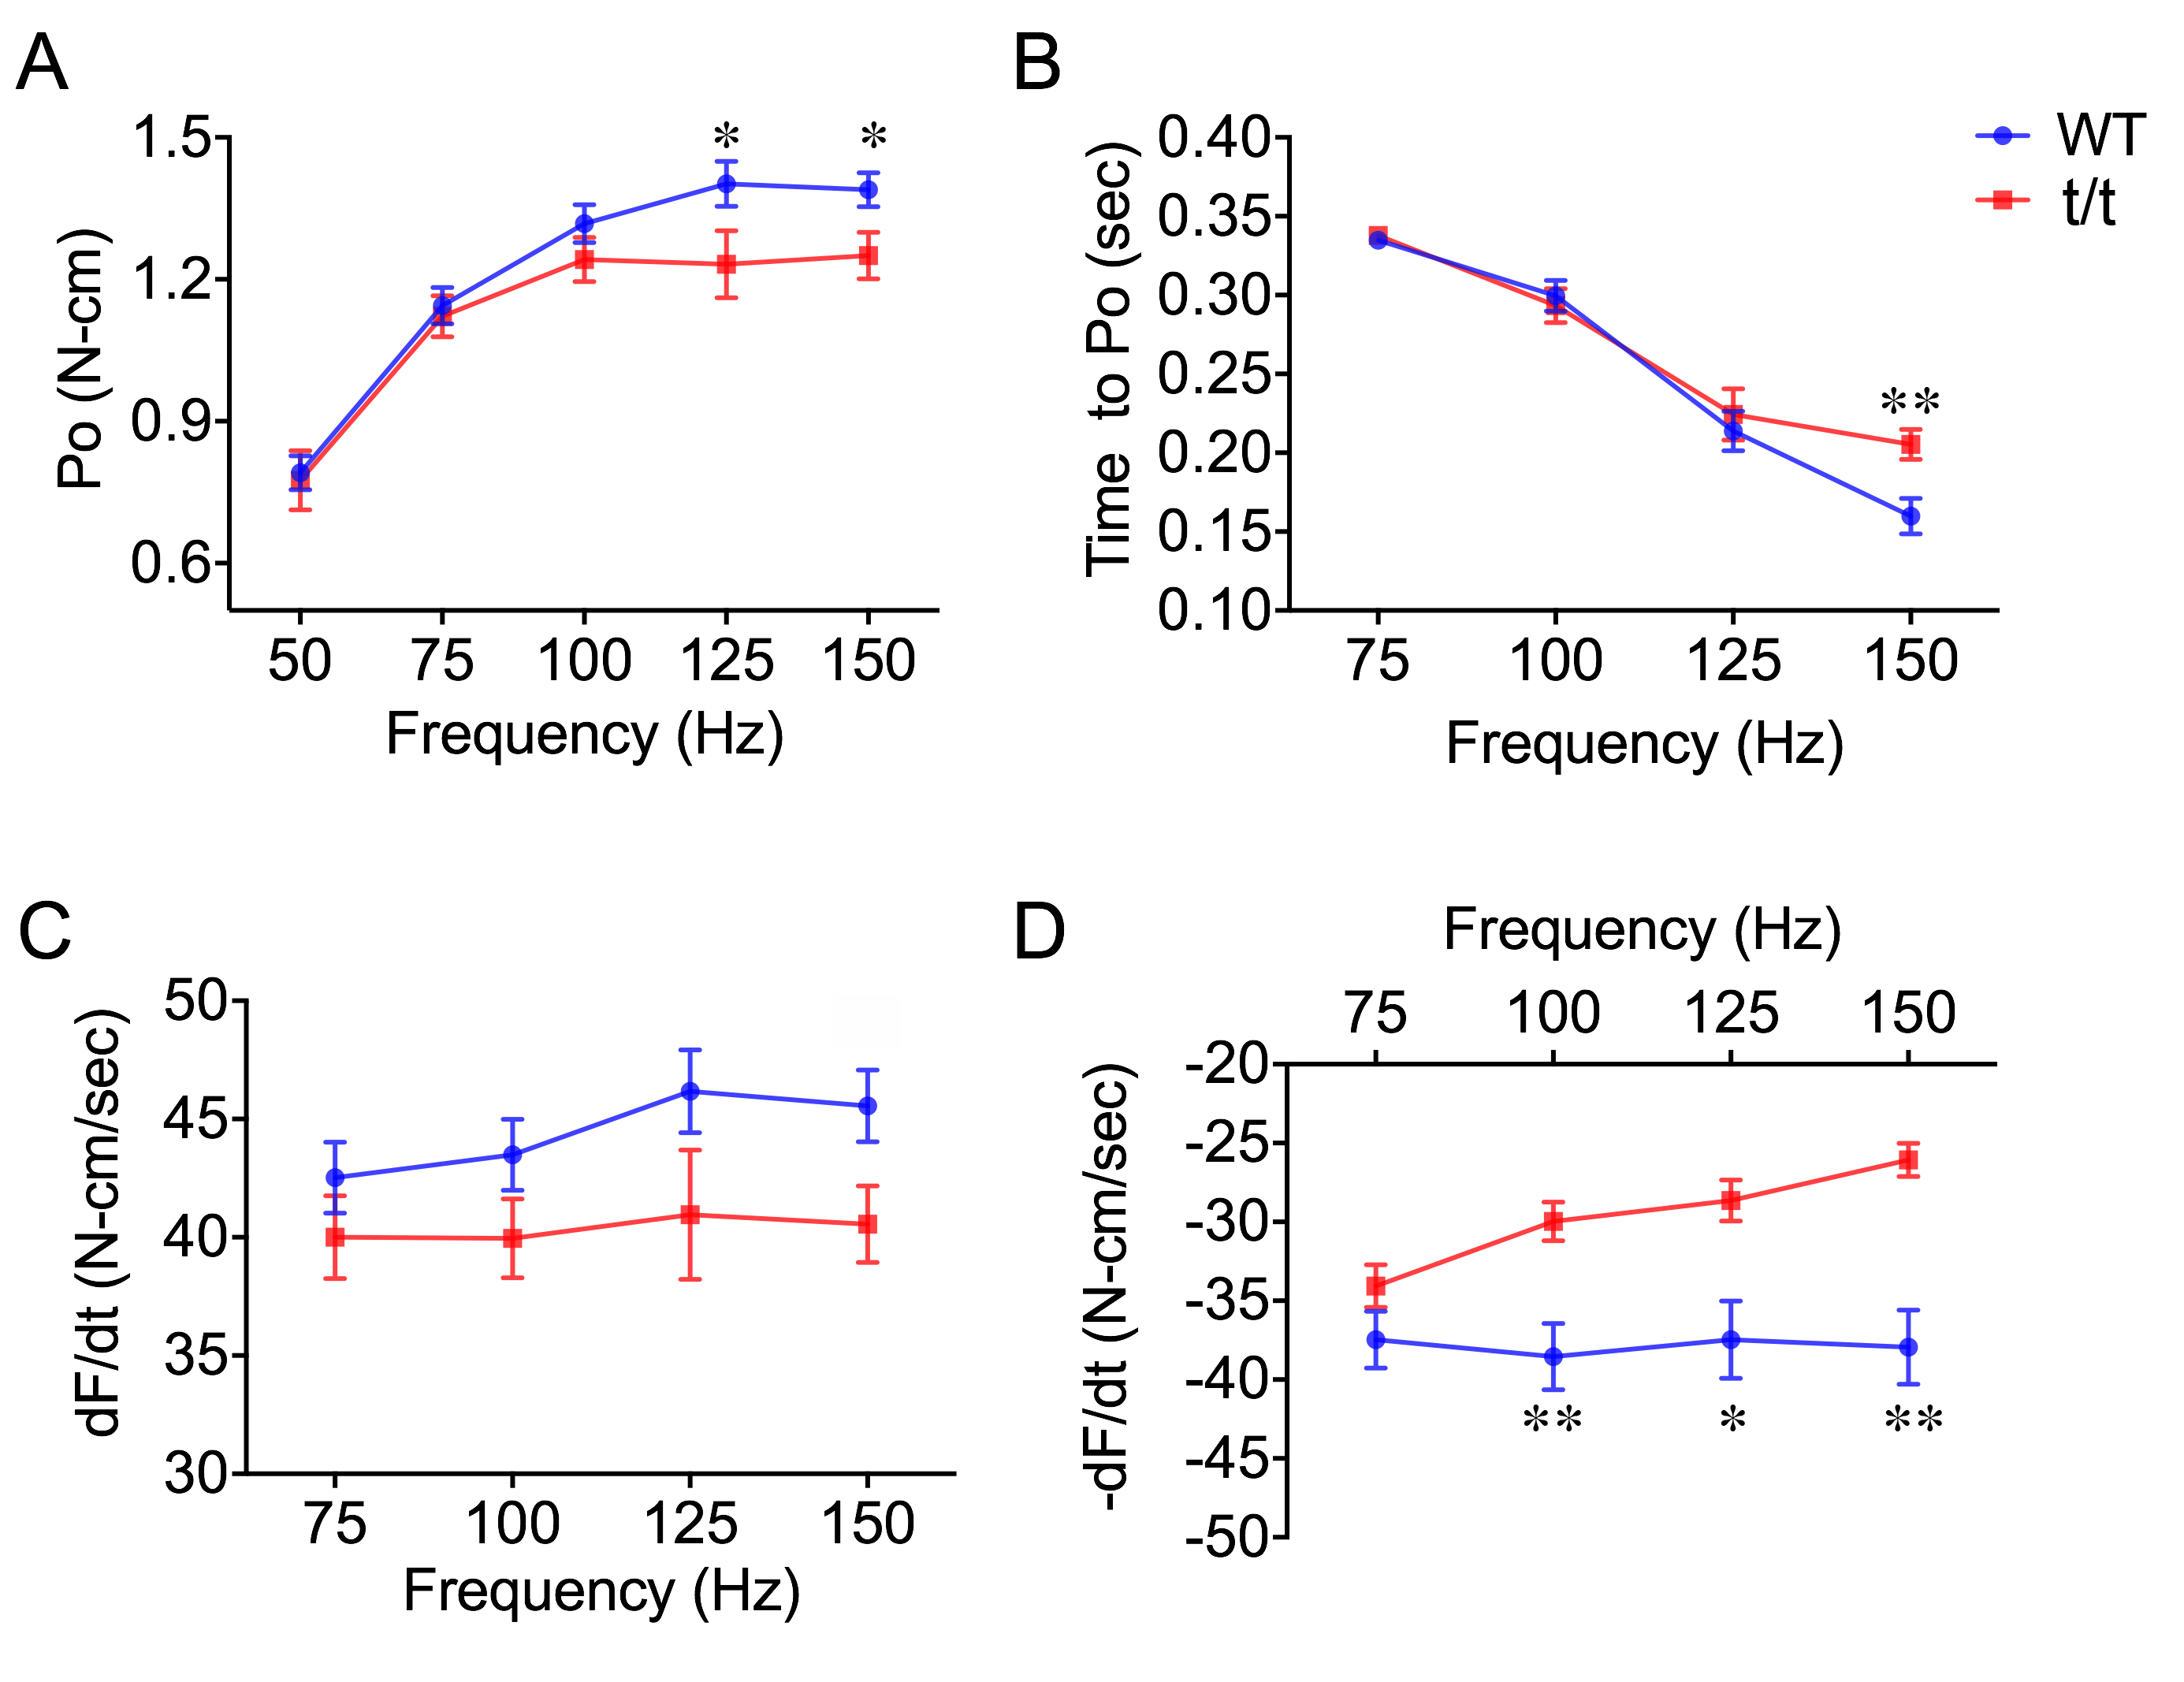 A
Po (N-cm)
1.5
1.2
0.9
0.6
* *
50 75 100 125 150
Frequency (Hz)
B
Time to Po (sec)
0.40
0.35
0.30
0.25
0.20
0.15
0.10
**
75 100 125 150
Frequency (Hz)
WT
t/t
C
dF/dt (N-cm/sec)
50
45
40
35
30
75 100 125 150
Frequency (Hz)
D
Frequency (Hz)
75 100 125 150
-dF/dt (N-cm/sec)
-20
-25
-30
-35
-40
-45
-50
** * **